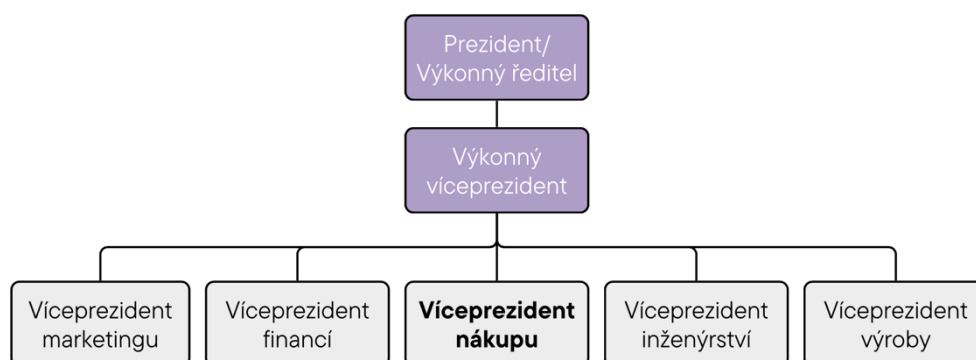 Prezident/
Výkonný ředitel
Výkonný
víceprezident
Víceprezident
marketingu
Víceprezident
financí
Víceprezident
nákupu
Víceprezident
inženýrství
Víceprezident
výroby